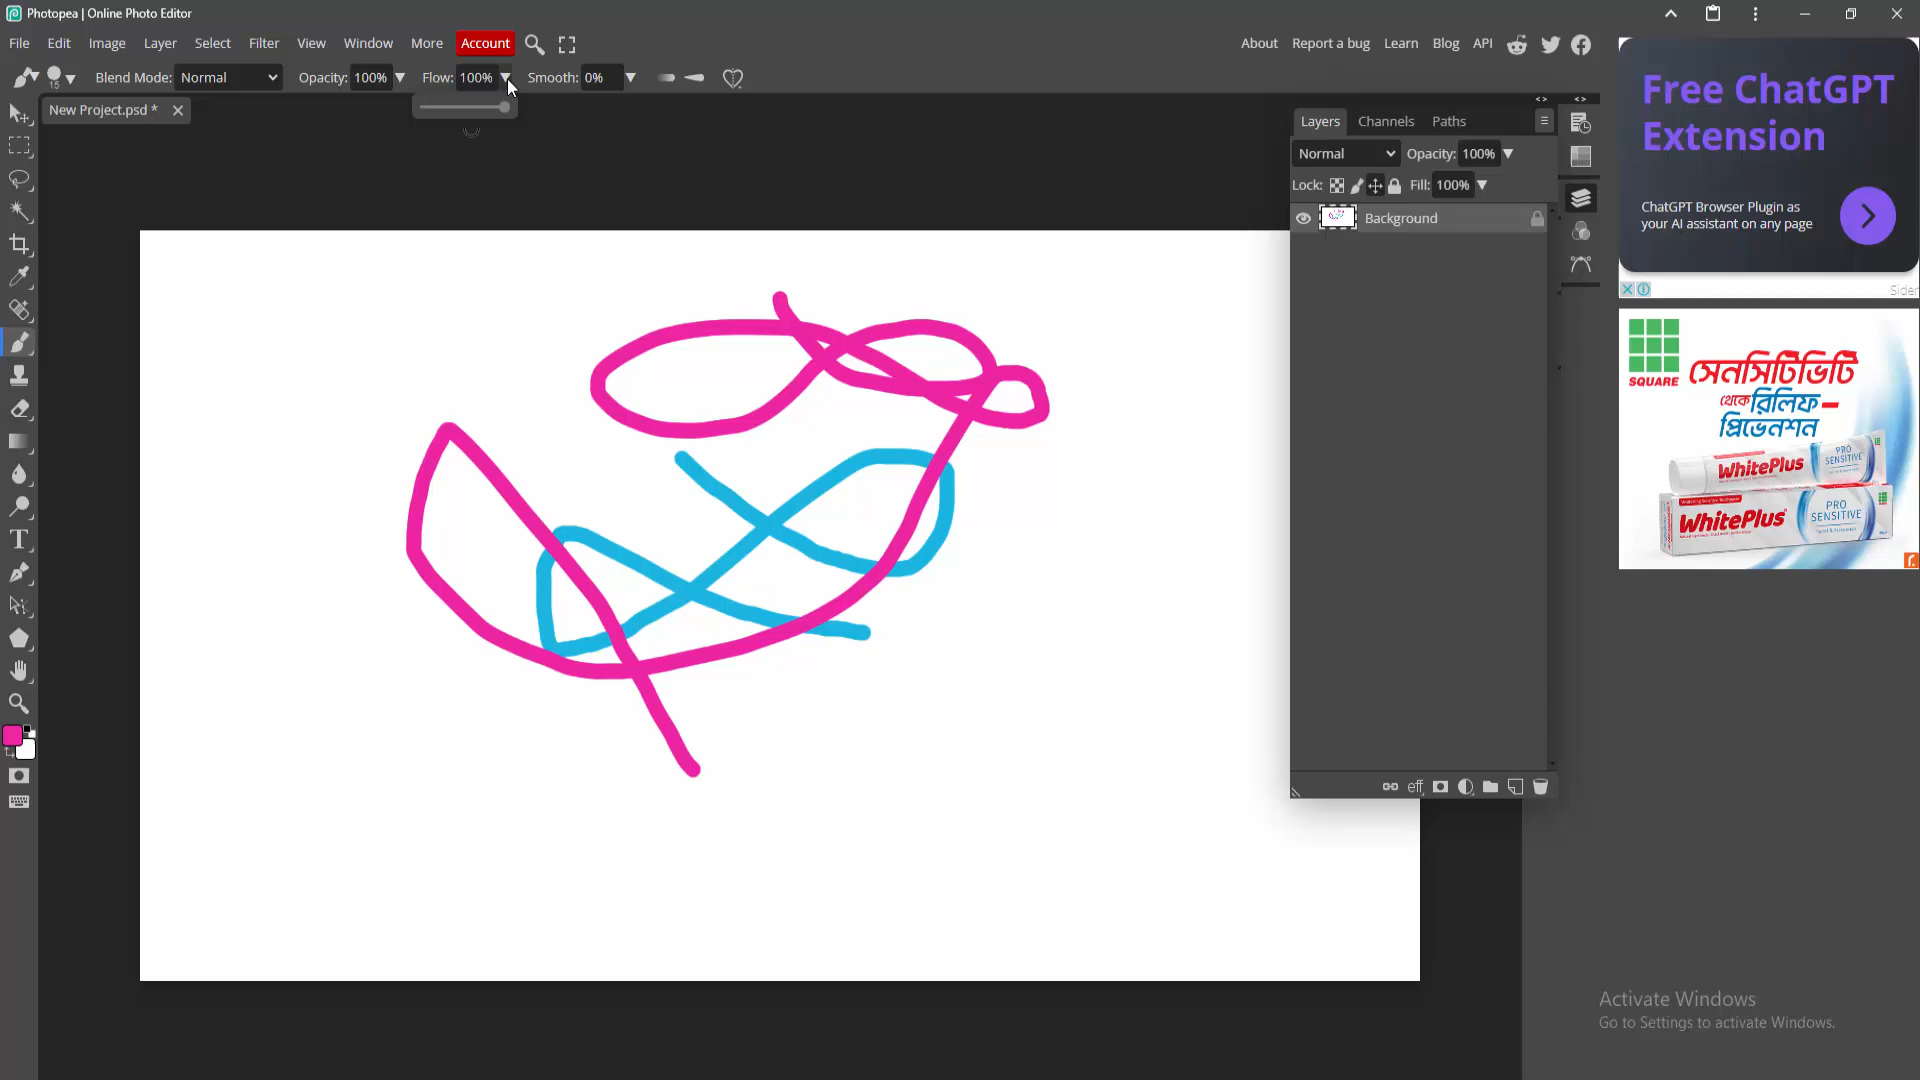 Photopea | Online Photo Editor
File Edit Image Layer Select Filter View Window More Account
About Report a bug Learn Blog API
15 Blend Mode: Normal Opacity: 100% Flow: 100% Smooth: 0%
New Project.psd *
Layers Channels Paths
Normal Opacity: 100%
Lock: Fill: 100%
Background
eff
Free ChatGPT
Extension
ChatGPT Browser Plugin as
your AI assistant on any page
Sider
SQUARE
সেনসিটিভিটি
থেকে রিলিফ
প্রিভেনশন
WhitePlus
PRO
SENSITIVE
WhitePlus
PRO
SENSITIVE
Activate Windows
Go to Settings to activate Windows.